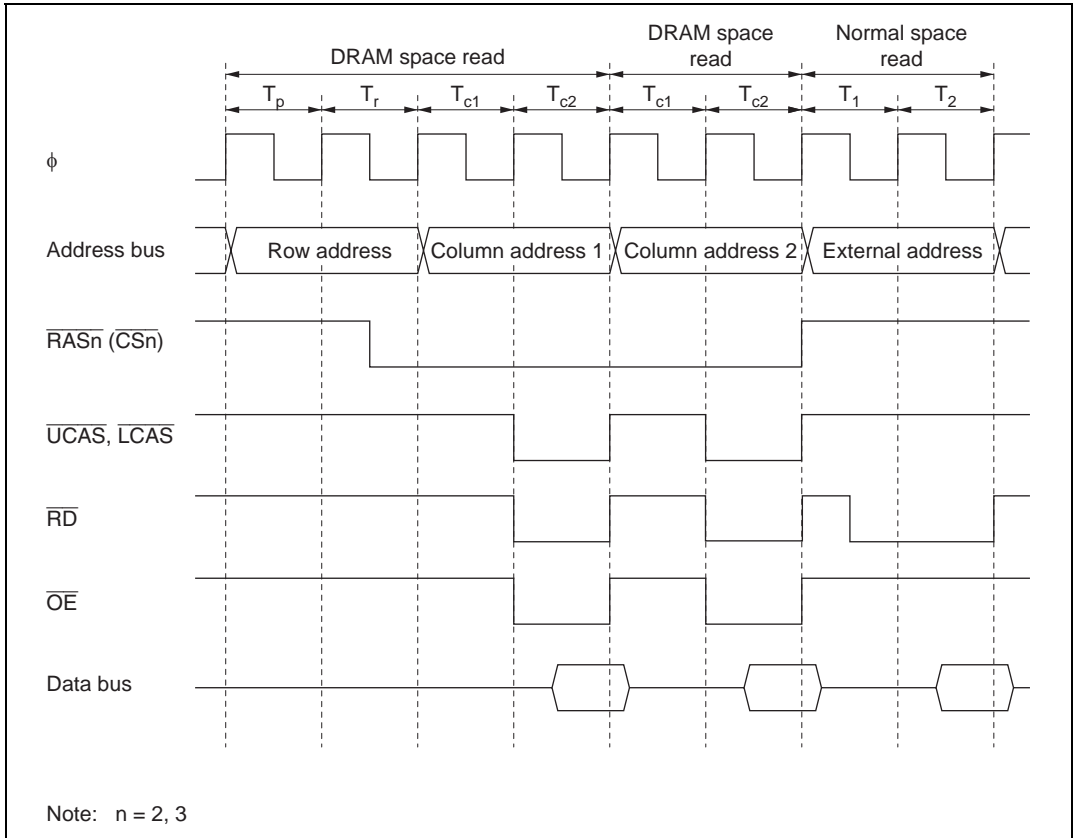 DRAM space read
DRAM space
read
Normal space
read
Tp Tr Tc1 Tc2 Tc1 Tc2 T1 T2
ϕ
Address bus
Row address Column address 1 Column address 2 External address
RASn (CSn)
UCAS, LCAS
RD
OE
Data bus
Note: n = 2, 3